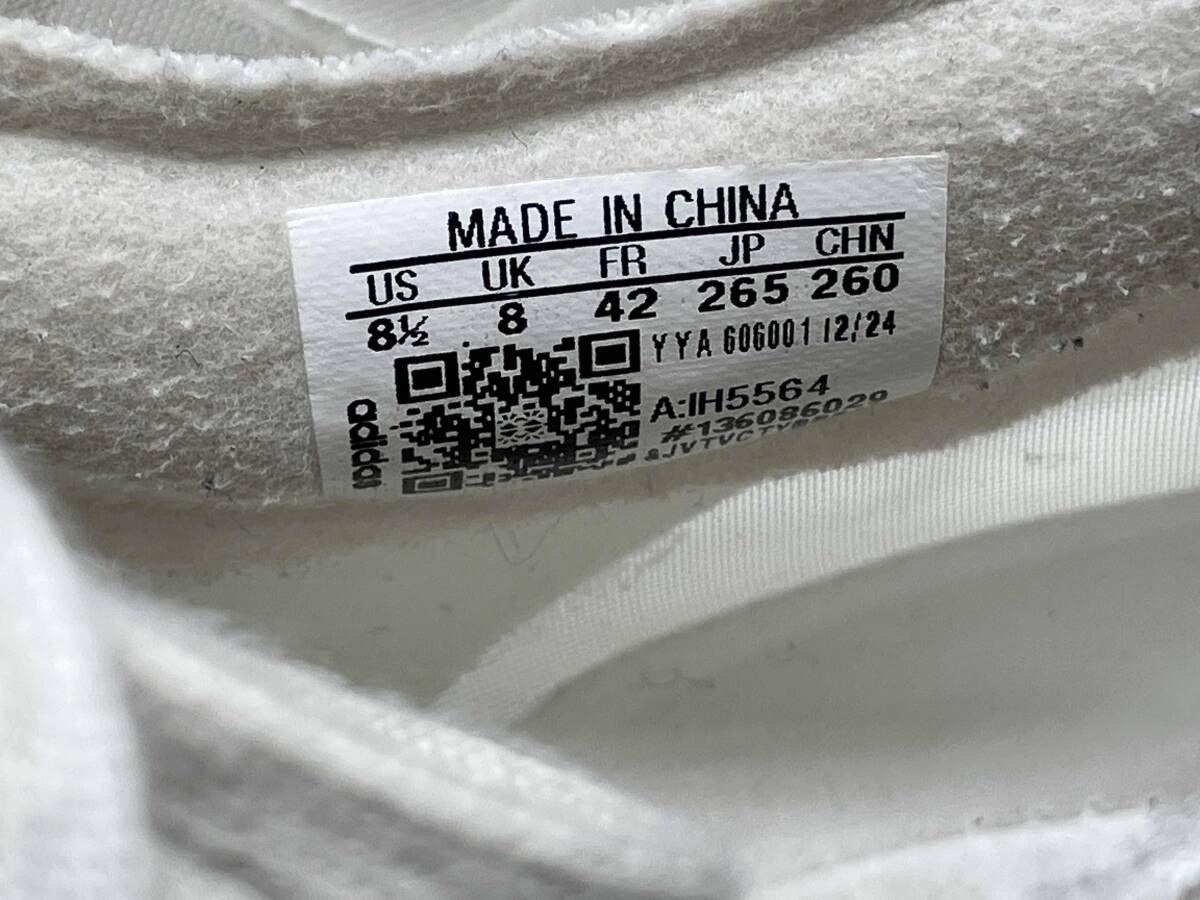 MADE IN CHINA
US UK FR JP CHN
8½ 8 42 265 260
YYA 606001 12/24
adidas
A:IH5564
#136086029